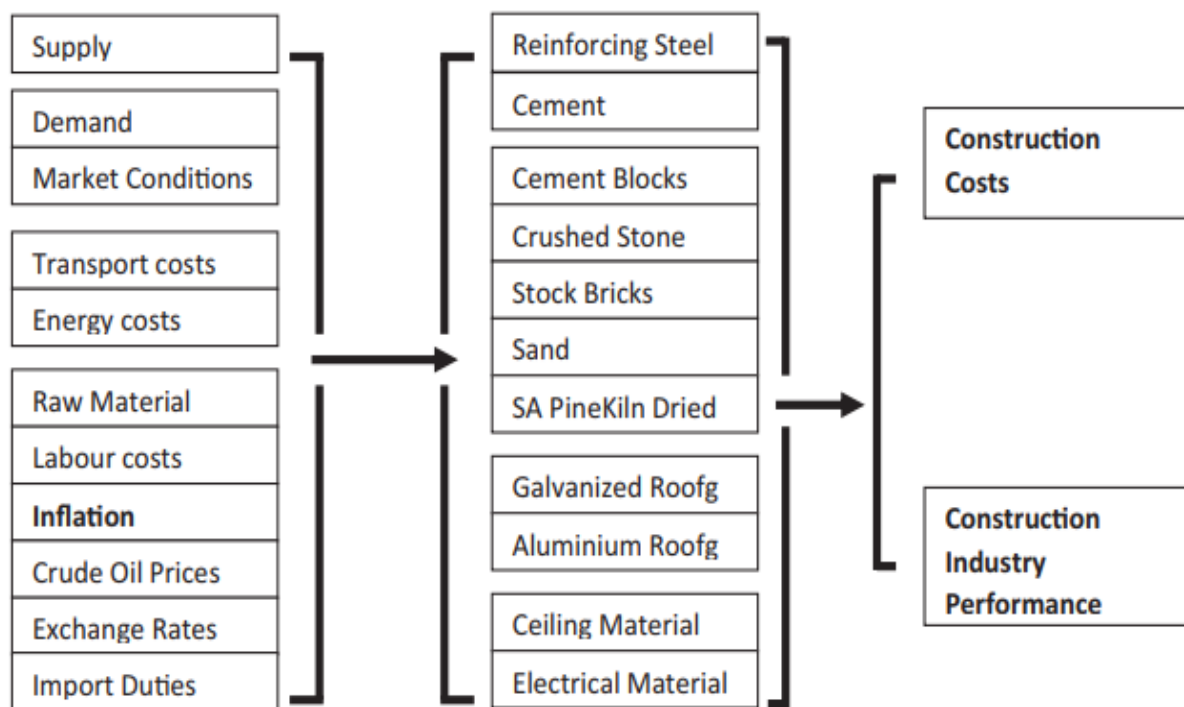 Supply
Demand
Market Conditions
Transport costs
Energy costs
Raw Material
Labour costs
Inflation
Crude Oil Prices
Exchange Rates
Import Duties
Reinforcing Steel
Cement
Cement Blocks
Crushed Stone
Stock Bricks
Sand
SA PineKiln Dried
Galvanized Roofg
Aluminium Roofg
Ceiling Material
Electrical Material
Construction
Costs
Construction
Industry
Performance